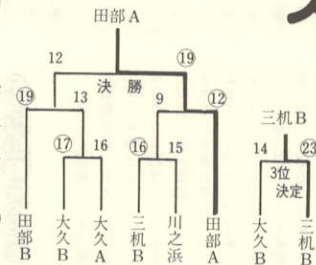 田部A
12 ⑲
決勝
⑲ 13 9 ⑫
三机B
⑰ 16 ⑯ 15
14 ㉓
3位
決定
田部B
大久B
大久A
三机B
川之浜
田部A
大久B
三机B